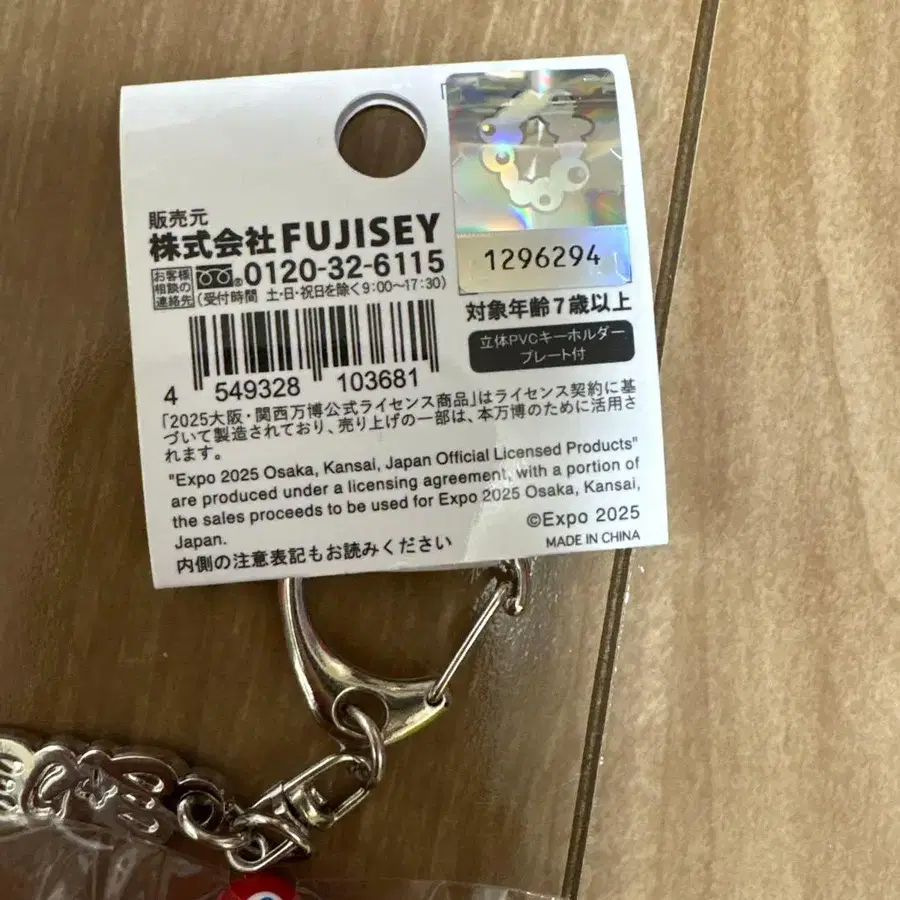 販売元
株式会社FUJISEY
お客様
相談の
連絡先
®0120-32-6115
(受付時間 土・日・祝日を除く9:00〜17:30)
1296294
対象年齢7歳以上
立体PVCキーホルダー
プレート付
4 549328 103681
「2025大阪・関西万博公式ライセンス商品」はライセンス契約に基
づいて製造されており、売り上げの一部は、本万博のために活用さ
れます。
"Expo 2025 Osaka, Kansai, Japan Official Licensed Products"
are produced under a licensing agreement, with a portion of
the sales proceeds to be used for Expo 2025 Osaka, Kansai,
Japan.
©Expo 2025
内側の注意表記もお読みください
MADE IN CHINA